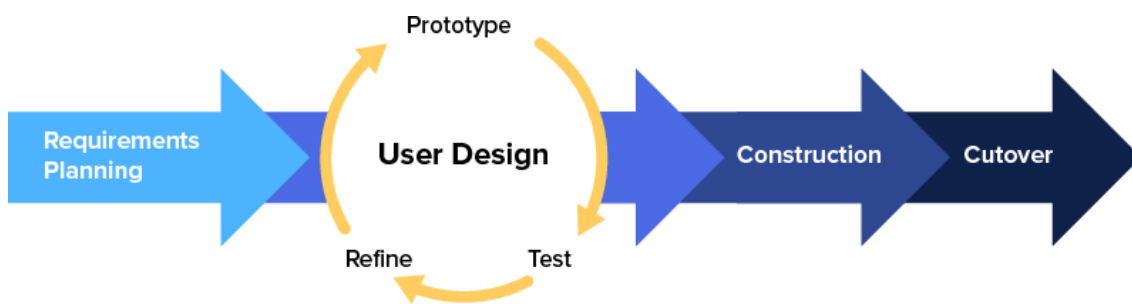 Prototype
Requirements
Planning
User Design
Construction
Cutover
Refine
Test